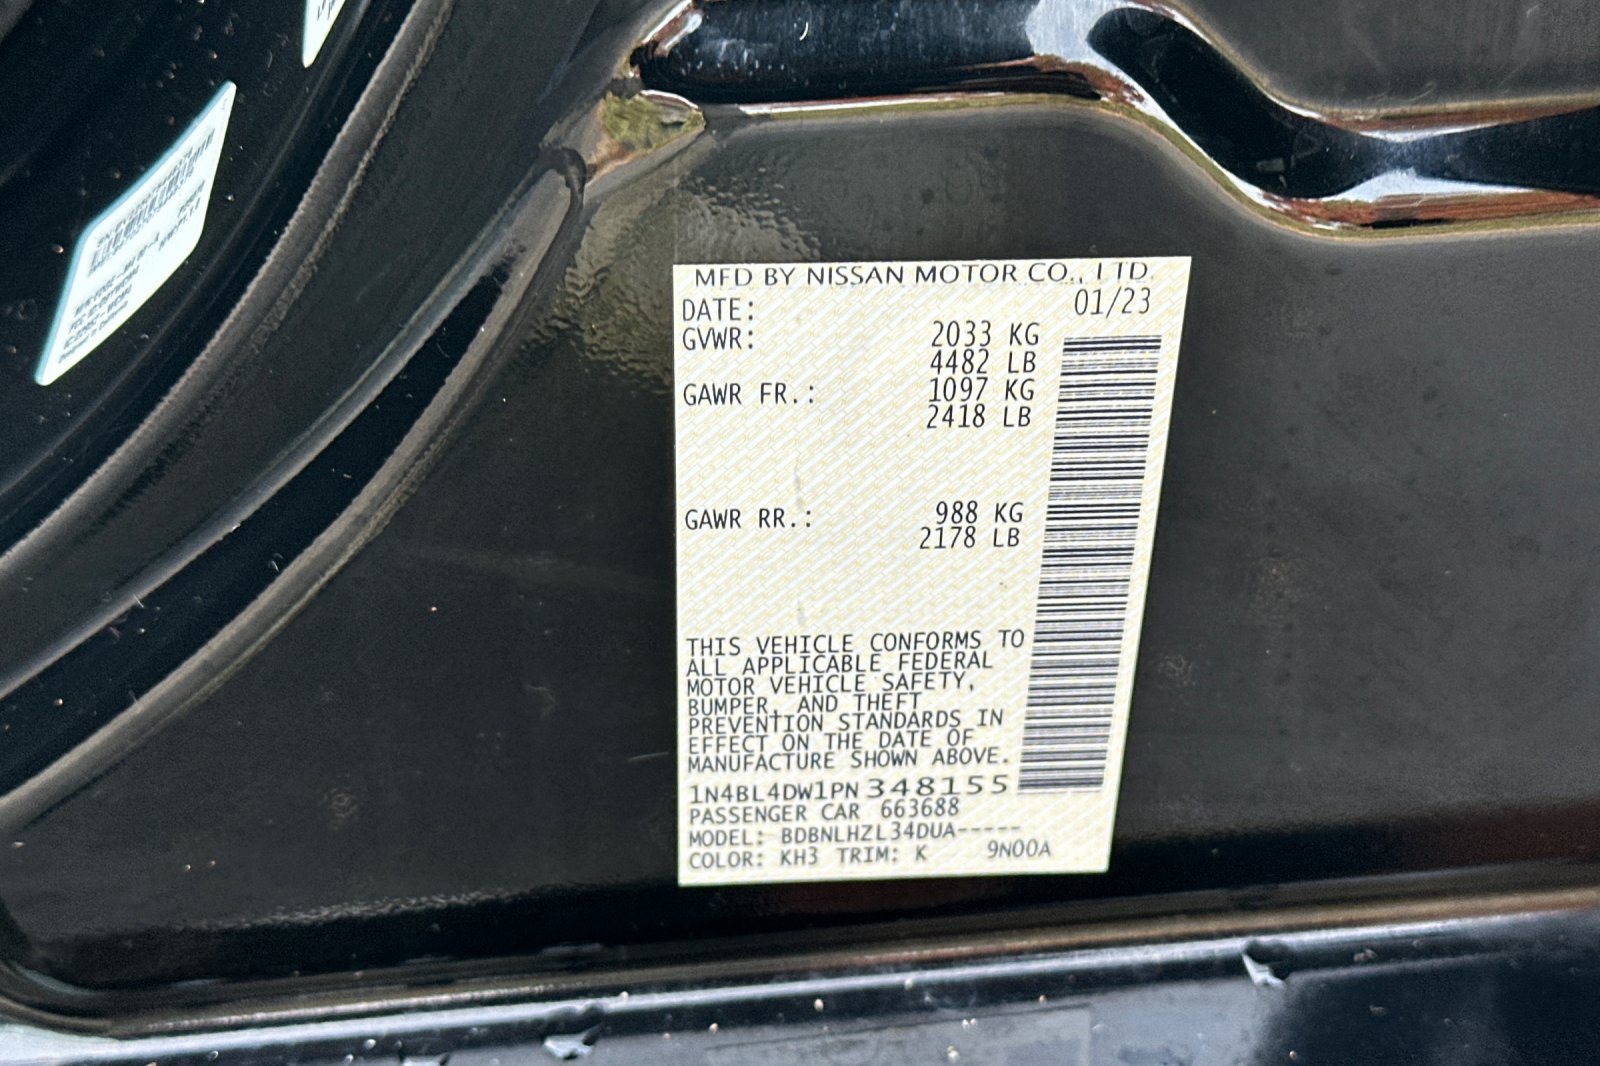 MFD BY NISSAN MOTOR CO., LTD.
DATE: 01/23
GVWR: 2033 KG
4482 LB
GAWR FR.: 1097 KG
2418 LB
GAWR RR.: 988 KG
2178 LB
THIS VEHICLE CONFORMS TO
ALL APPLICABLE FEDERAL
MOTOR VEHICLE SAFETY,
BUMPER, AND THEFT
PREVENTION STANDARDS IN
EFFECT ON THE DATE OF
MANUFACTURE SHOWN ABOVE.
1N4BL4DW1PN348155
PASSENGER CAR 663688
MODEL: BDBNLHZL34DUA-----
COLOR: KH3 TRIM: K 9N00A